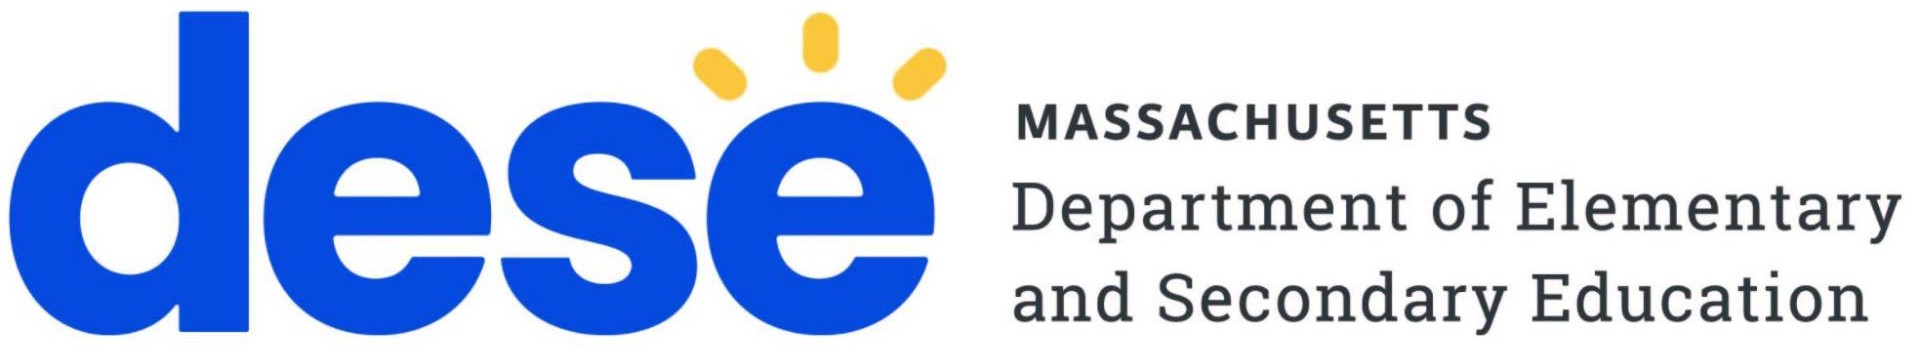 dese
MASSACHUSETTS
Department of Elementary
and Secondary Education